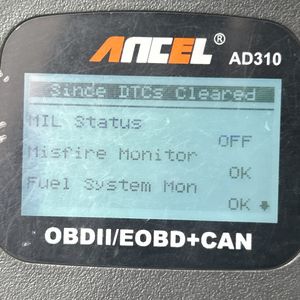 ANCEL® AD310
Since DTCs Cleared
MIL Status
OFF
Misfire Monitor
OK
Fuel System Mon
OK
OBDII/EOBD+CAN